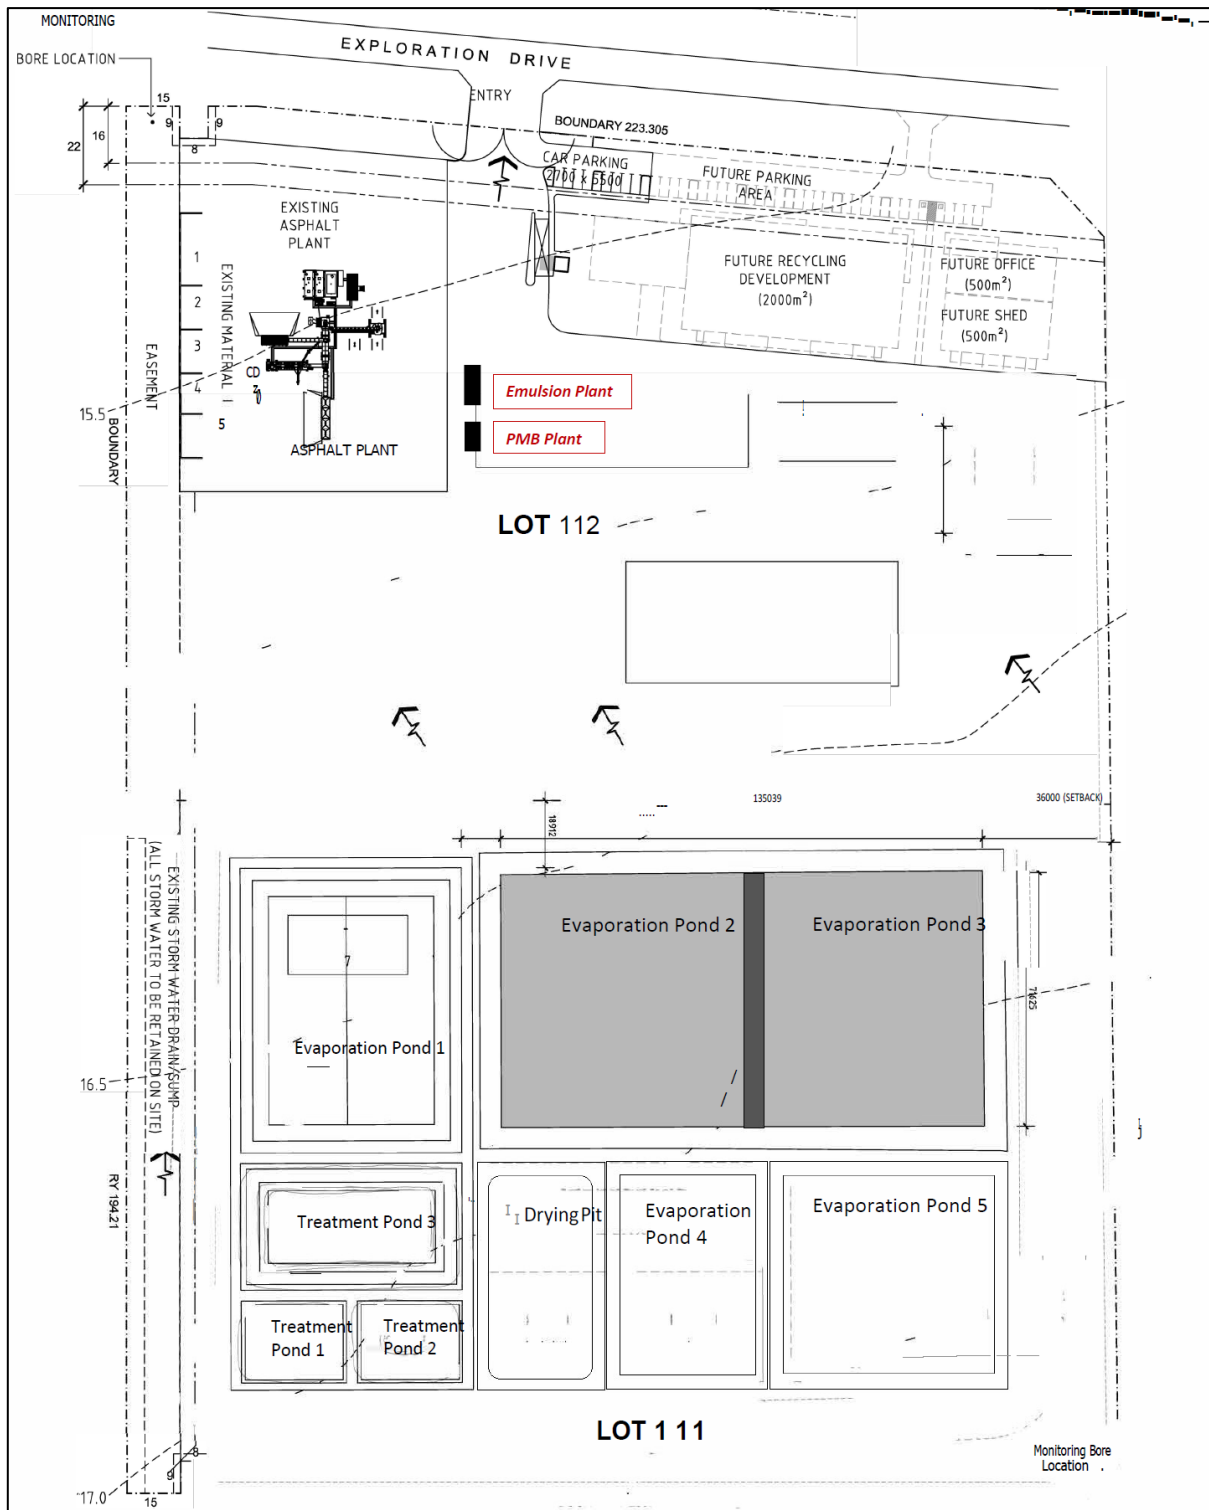 MONITORING
BORE LOCATION
EXPLORATION DRIVE
ENTRY
BOUNDARY 223.305
15
9
9
8
16
22
CAR PARKING
2700 x 5500
FUTURE PARKING
AREA
EXISTING
ASPHALT
PLANT
FUTURE RECYCLING
DEVELOPMENT
(2000m²)
FUTURE OFFICE
(500m²)
FUTURE SHED
(500m²)
1
2
3
4
5
EXISTING MATERIAL
EASEMENT
BOUNDARY
15.5
CD
ASPHALT PLANT
Emulsion Plant
PMB Plant
LOT 112
135039
36000 (SETBACK)
18912
71625
EXISTING STORM WATER DRAIN/SUMP
(ALL STORM WATER TO BE RETAINED ON SITE)
16.5
RY 194.21
Evaporation Pond 1
7
Evaporation Pond 2
Evaporation Pond 3
Treatment Pond 3
Drying Pit
Evaporation
Pond 4
Evaporation Pond 5
Treatment
Pond 1
Treatment
Pond 2
LOT 1 11
Monitoring Bore
Location
8
9
17.0
15